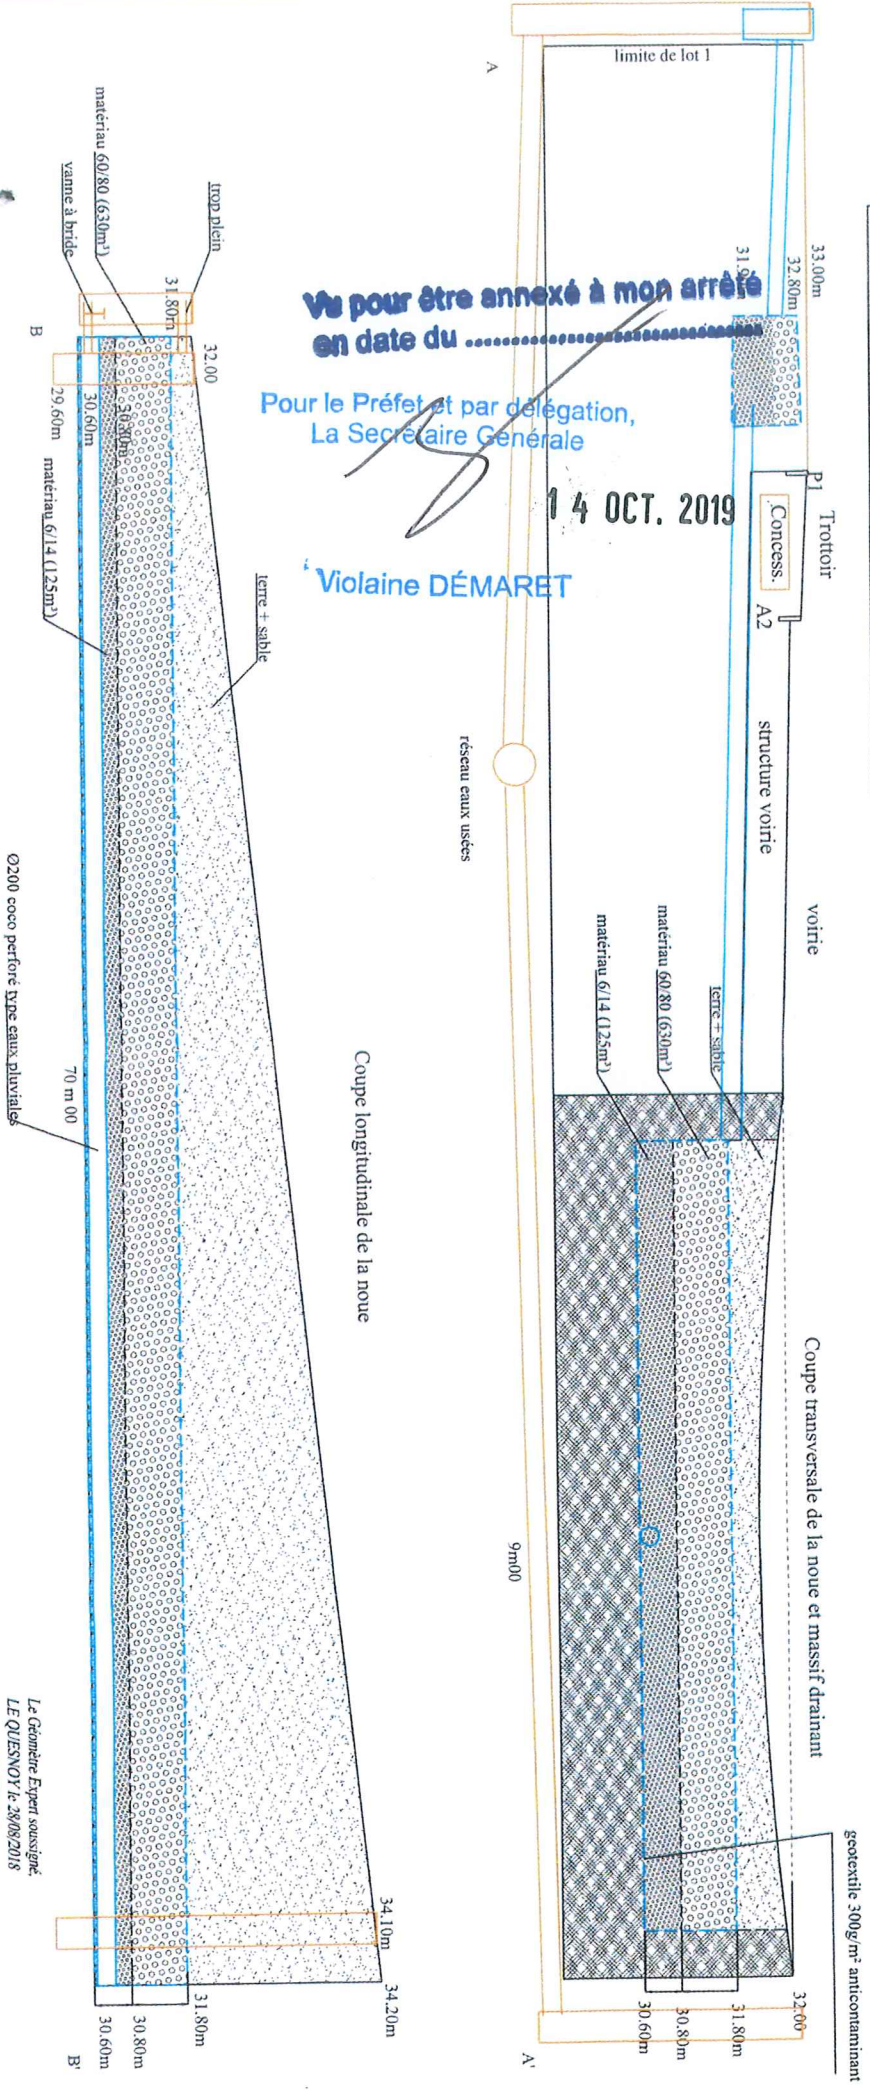 limite de lot 1
A
33.00m
32.80m
P1
Trottoir
Concess.
A2
structure voirie
voirie
réseau eaux usées
matériau 6/14 (125m³)
matériau 60/80 (630m³)
terre + sable
Coupe transversale de la noue et massif drainant
9m00
geotextile 300g/m² anticontaminant
32.00
31.80m
30.80m
30.60m
A'
Vu pour être annexé à mon arrêté
en date du
Pour le Préfet et par délégation,
La Secrétaire Générale
14 OCT. 2019
Violaine DÉMARET
trop plein
matériau 60/80 (630m³)
vanne à bride
31.80m
32.00
B
30.80m
30.60m
29.60m
matériau 6/14 (125m³)
terre + sable
Coupe longitudinale de la noue
70 m 00
Ø200 coco perforé type eaux pluviales
34.10m
34.20m
31.80m
30.80m
30.60m
B'
Le Géomètre Expert soussigné,
LE QUESNOY le 28/08/2018